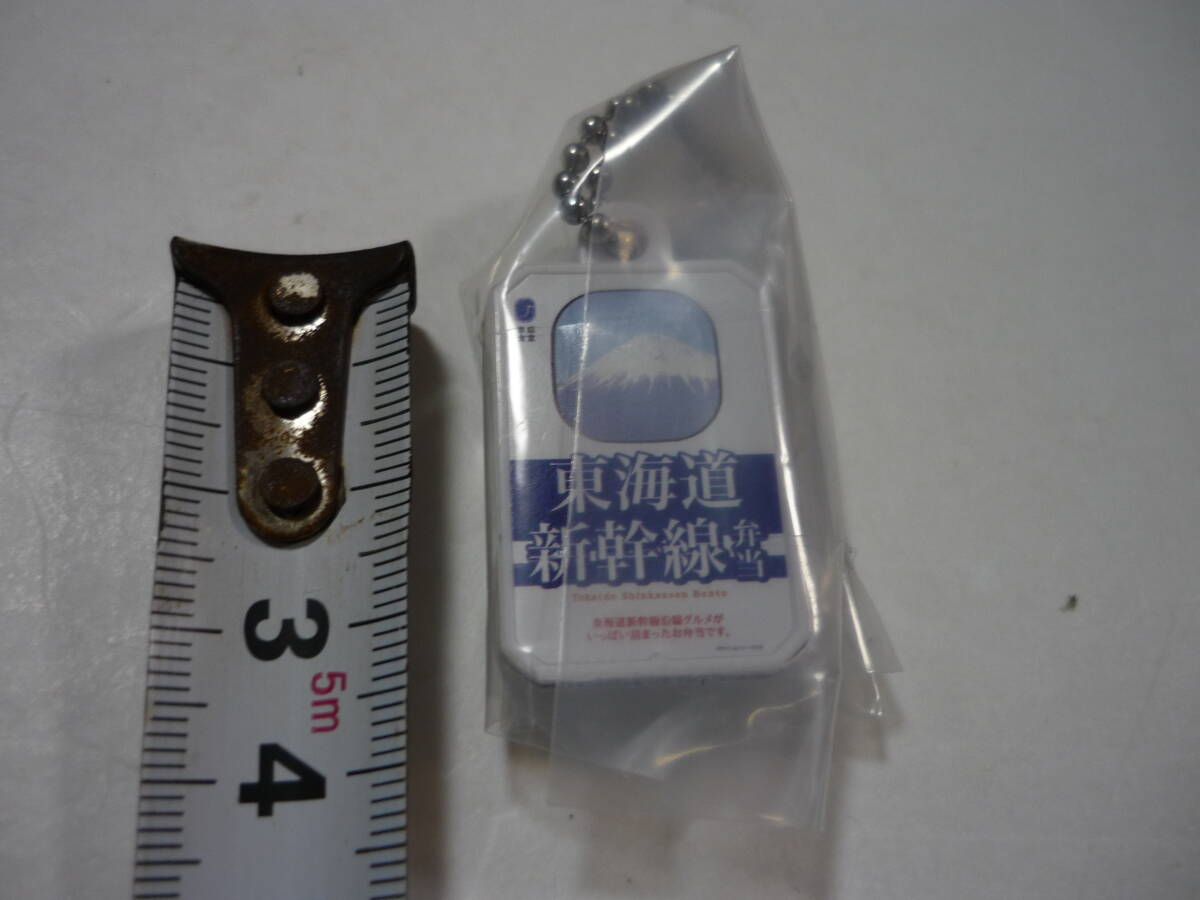 3
5m
4
東海道
新幹線弁当
Tokaido Shinkansen Bento
東海道新幹線沿線グルメが
いっぱい詰まったお弁当です。